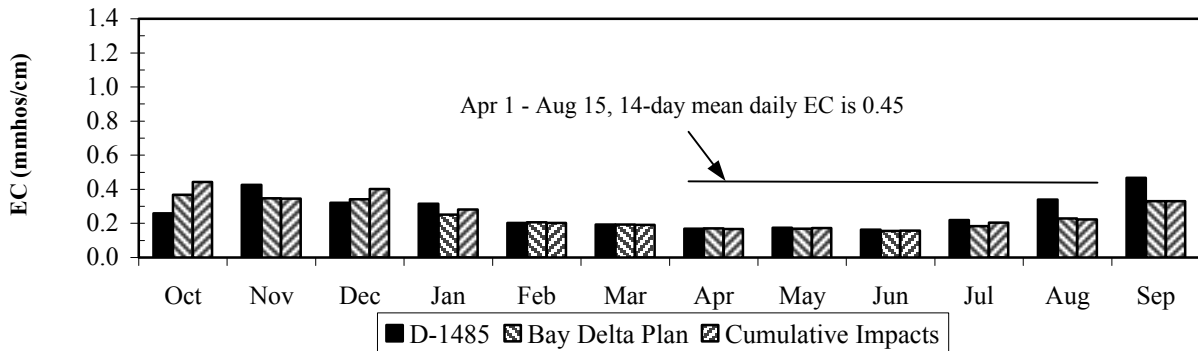 EC (mmhos/cm)
1.4
1.2
1.0
0.8
0.6
0.4
0.2
0.0
Apr 1 - Aug 15, 14-day mean daily EC is 0.45
Oct Nov Dec Jan Feb Mar Apr May Jun Jul Aug Sep
D-1485 Bay Delta Plan Cumulative Impacts